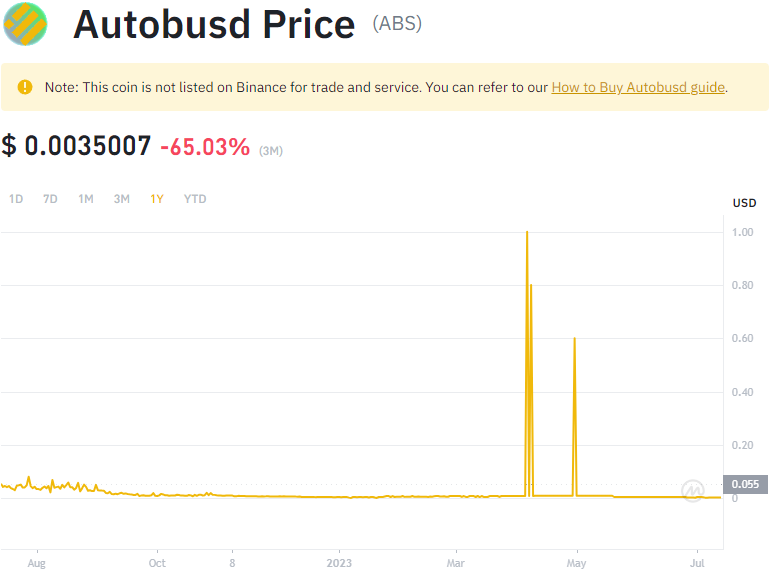 Autobusd Price (ABS)
Note: This coin is not listed on Binance for trade and service. You can refer to our How to Buy Autobusd guide.
$ 0.0035007 -65.03% (3M)
1D 7D 1M 3M 1Y YTD
USD
1.00
0.80
0.60
0.40
0.20
0.055
0
Aug Oct 8 2023 Mar May Jul